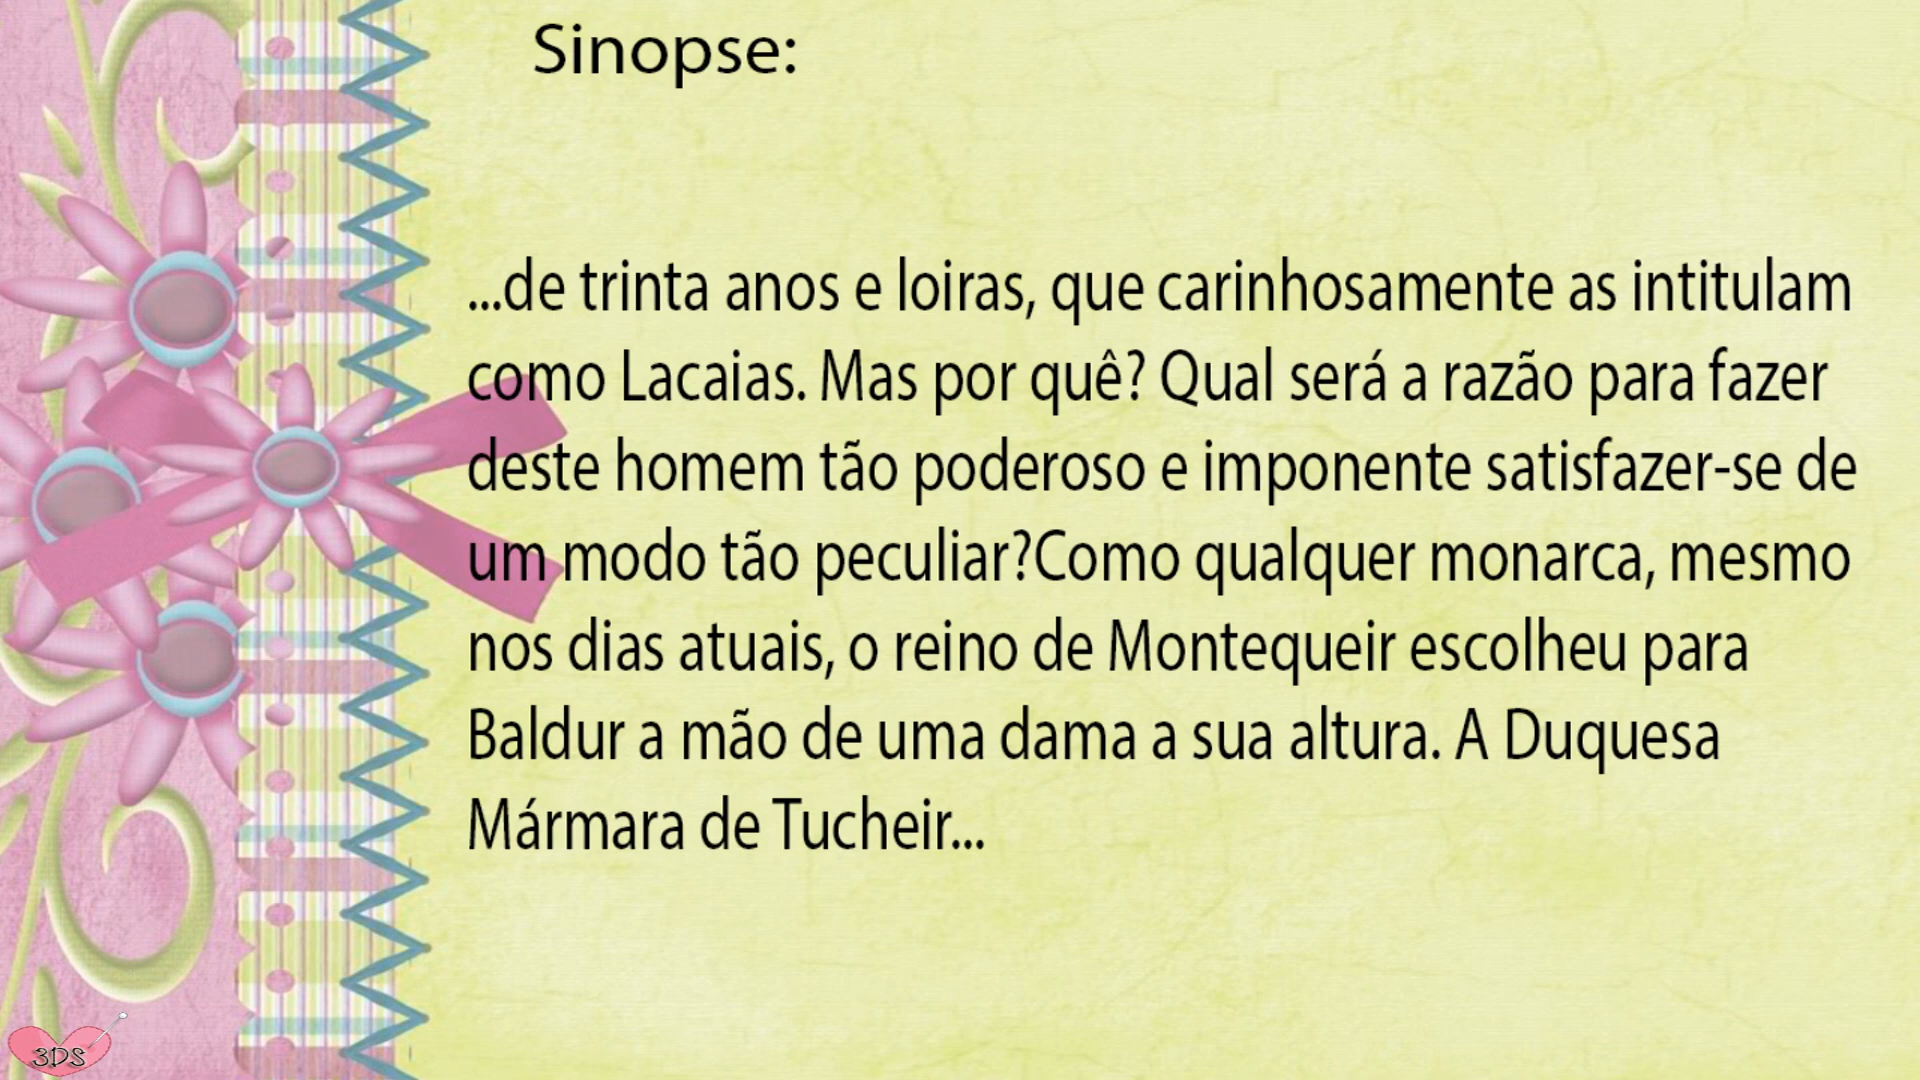 Sinopse:
...de trinta anos e loiras, que carinhosamente as intitulam
como Lacaias. Mas por quê? Qual será a razão para fazer
deste homem tão poderoso e imponente satisfazer-se de
um modo tão peculiar?Como qualquer monarca, mesmo
nos dias atuais, o reino de Montequeir escolheu para
Baldur a mão de uma dama a sua altura. A Duquesa
Mármara de Tucheir...
3DS